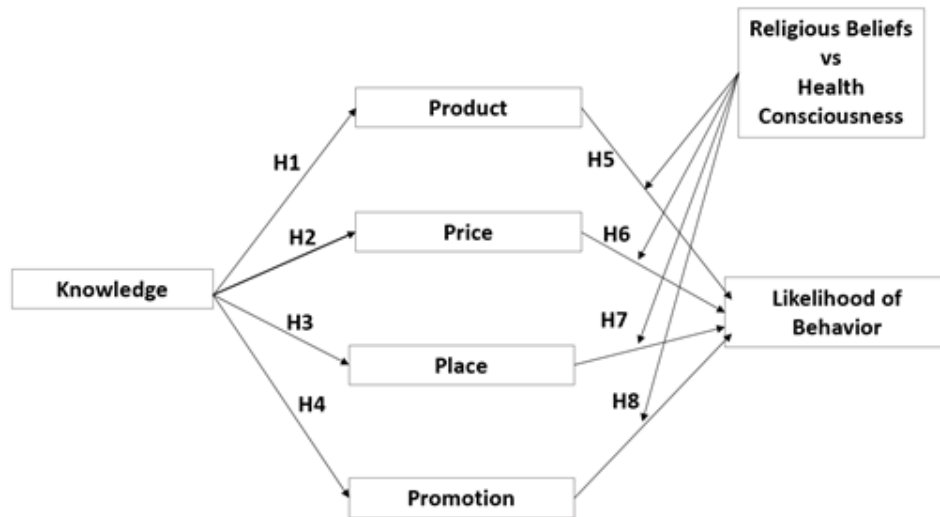 Religious Beliefs
vs
Health
Consciousness
Product
H1
H5
Price
H2
H6
Knowledge
Likelihood of
Behavior
H3
H7
Place
H4
H8
Promotion